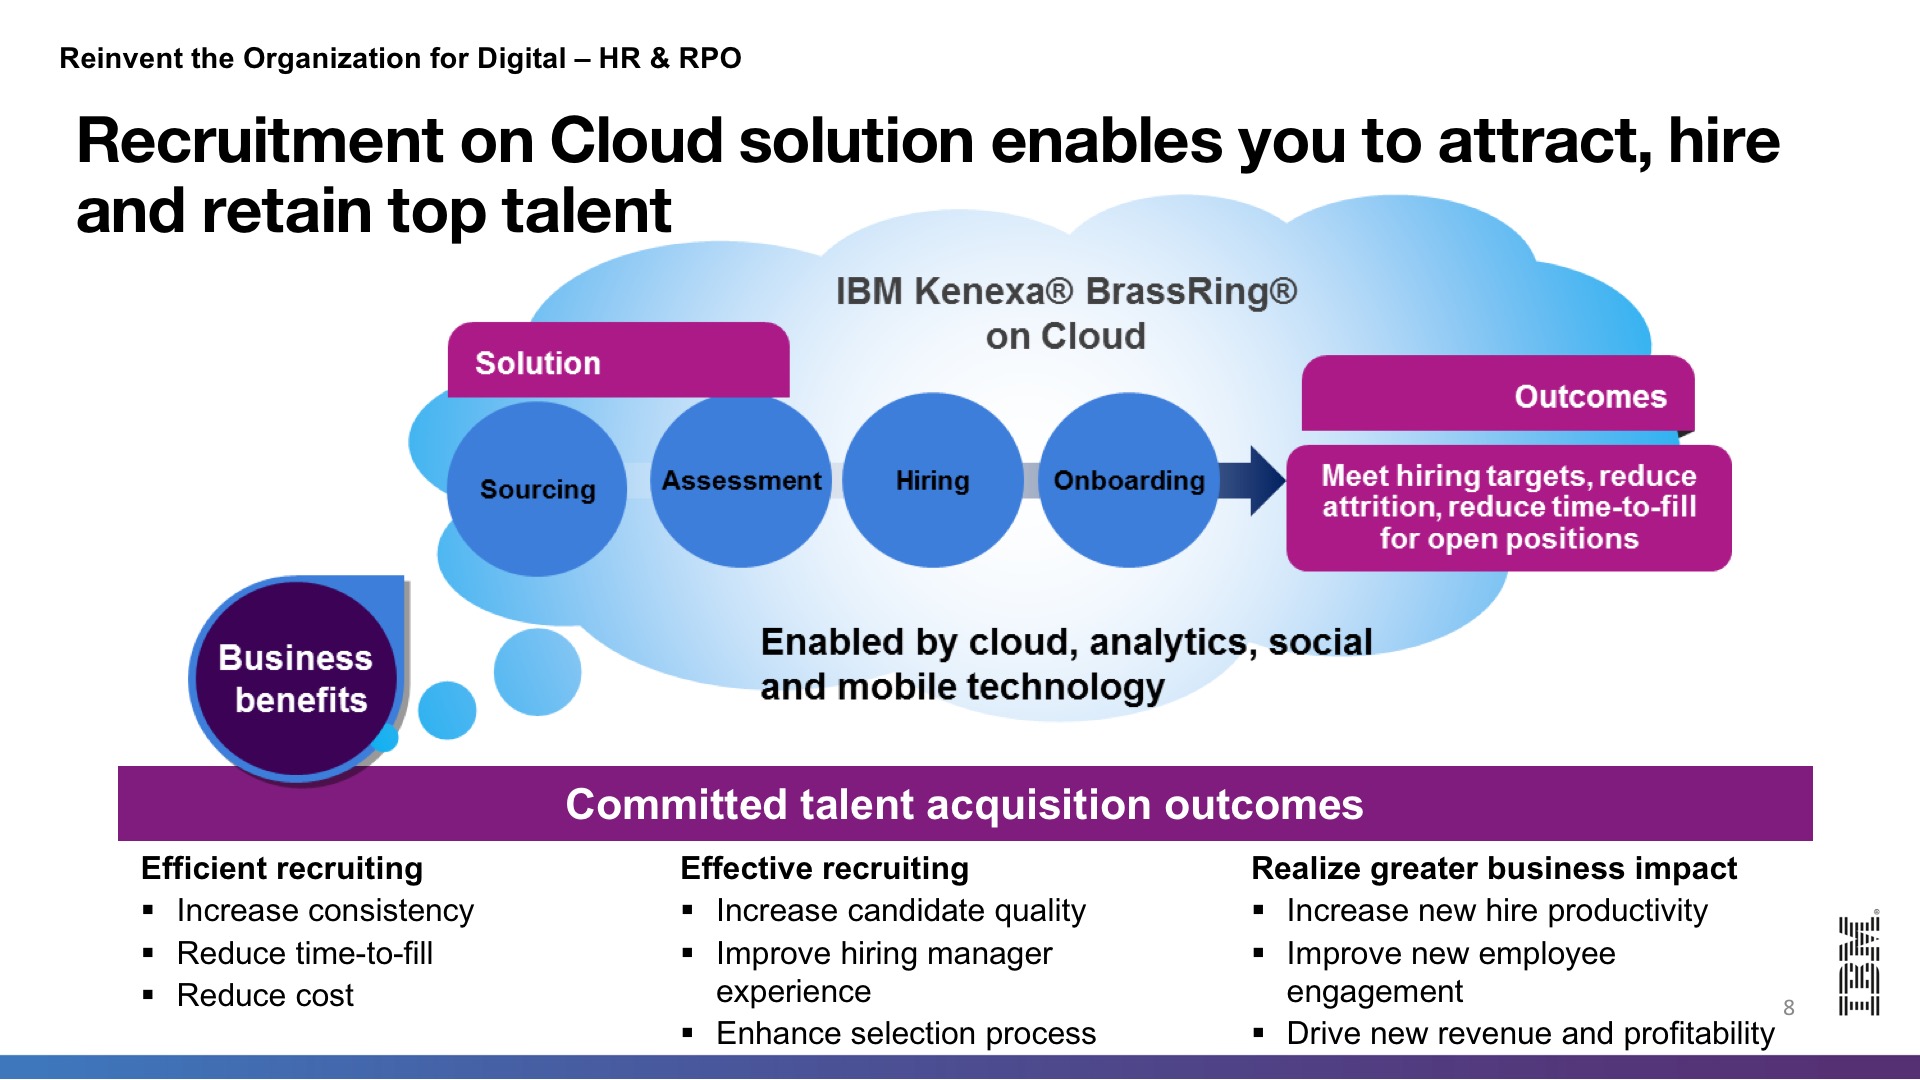 Reinvent the Organization for Digital – HR & RPO
Recruitment on Cloud solution enables you to attract, hire
and retain top talent
IBM Kenexa® BrassRing®
on Cloud
Solution
Outcomes
Sourcing
Assessment
Hiring
Onboarding
Meet hiring targets, reduce
attrition, reduce time-to-fill
for open positions
Enabled by cloud, analytics, social
and mobile technology
Business
benefits
Committed talent acquisition outcomes
Efficient recruiting
▪ Increase consistency
▪ Reduce time-to-fill
▪ Reduce cost
Effective recruiting
▪ Increase candidate quality
▪ Improve hiring manager
experience
▪ Enhance selection process
Realize greater business impact
▪ Increase new hire productivity
▪ Improve new employee
engagement
▪ Drive new revenue and profitability
8
IBM®